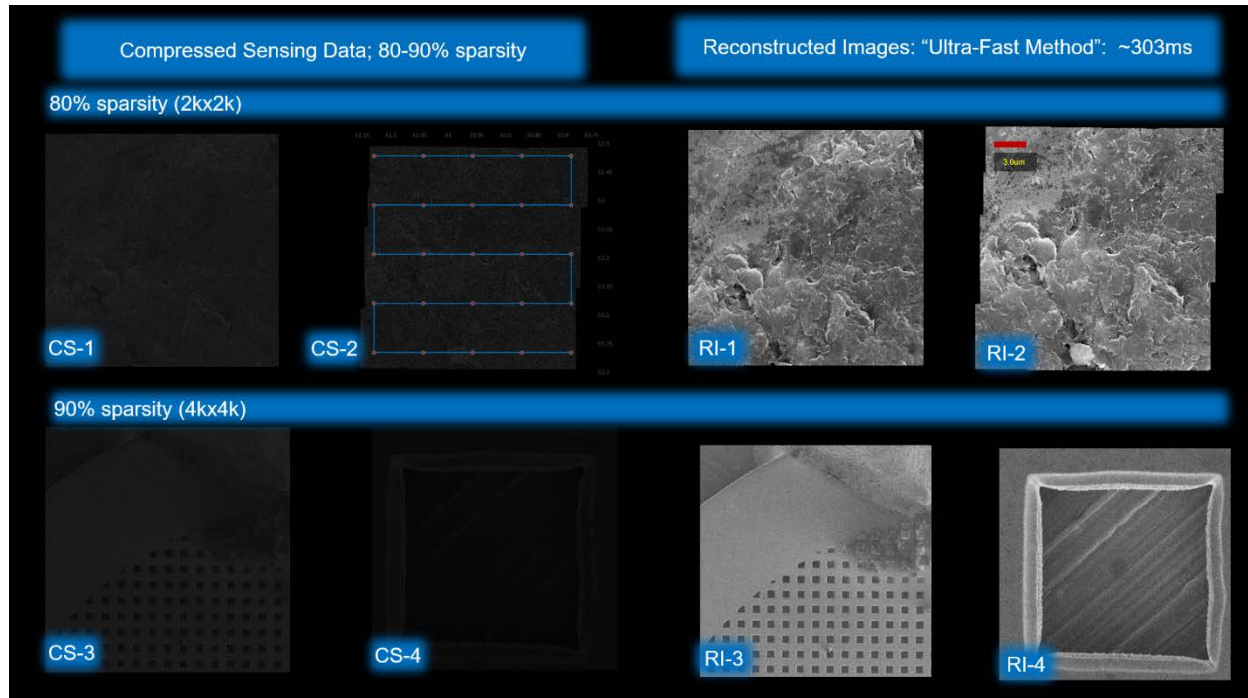 Compressed Sensing Data; 80-90% sparsity
Reconstructed Images: “Ultra-Fast Method”: ~303ms
80% sparsity (2kx2k)
3.0um
CS-1
CS-2
RI-1
RI-2
90% sparsity (4kx4k)
CS-3
CS-4
RI-3
RI-4